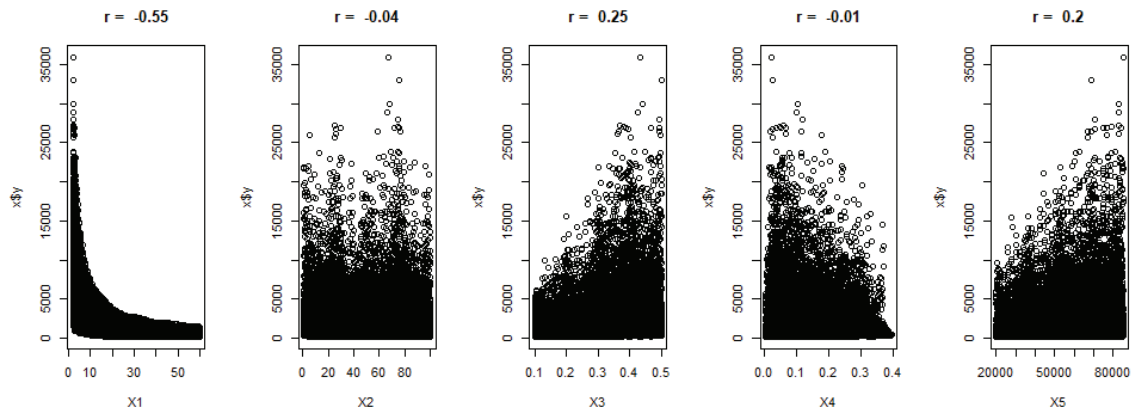 r = -0.55
x$y
0 5000 15000 25000 35000
0 10 30 50
X1
r = -0.04
x$y
0 5000 15000 25000 35000
0 20 40 60 80
X2
r = 0.25
x$y
0 5000 15000 25000 35000
0.1 0.2 0.3 0.4 0.5
X3
r = -0.01
x$y
0 5000 15000 25000 35000
0.0 0.1 0.2 0.3 0.4
X4
r = 0.2
x$y
0 5000 15000 25000 35000
20000 50000 80000
X5